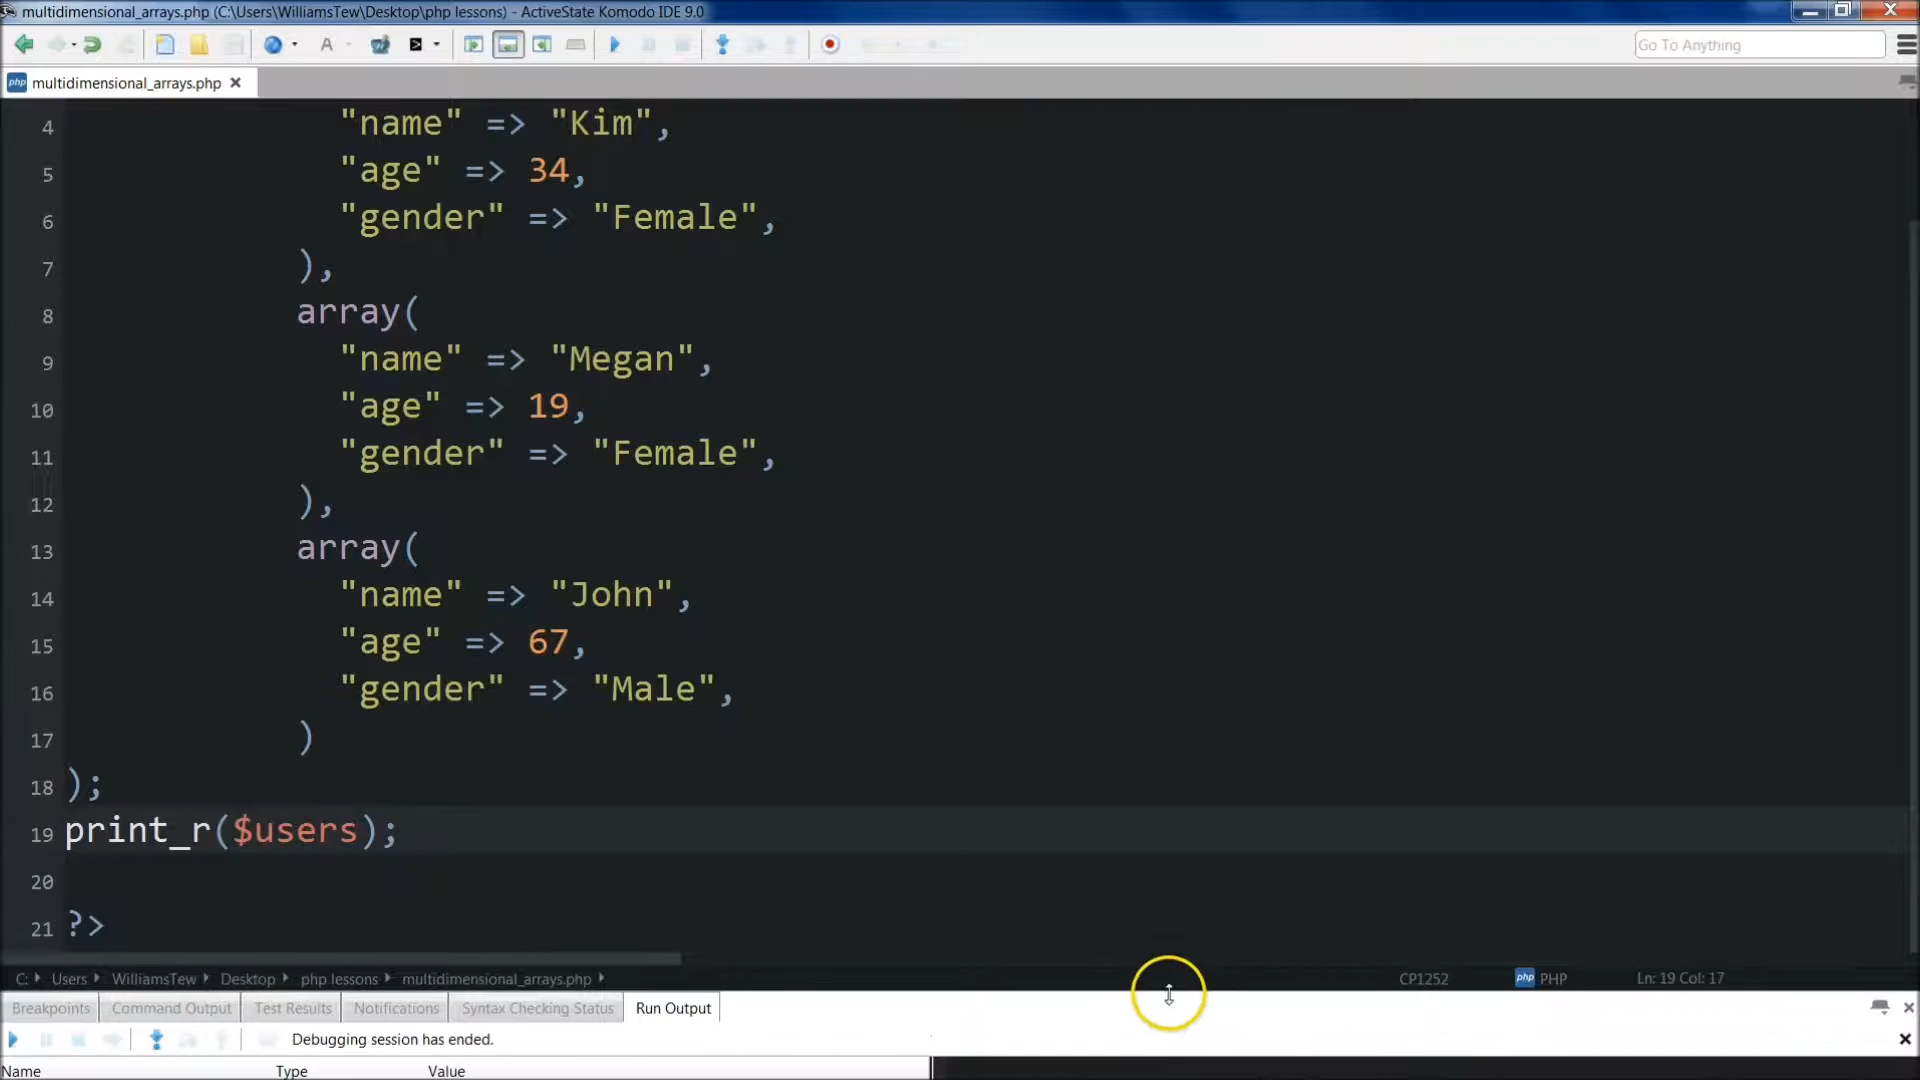 multidimensional_arrays.php (C:\Users\WilliamsTew\Desktop\php lessons) - ActiveState Komodo IDE 9.0
Go To Anything
php multidimensional_arrays.php
4 "name" => "Kim",
5 "age" => 34,
6 "gender" => "Female",
7 ),
8 array(
9 "name" => "Megan",
10 "age" => 19,
11 "gender" => "Female",
12 ),
13 array(
14 "name" => "John",
15 "age" => 67,
16 "gender" => "Male",
17 )
18 );
19 print_r($users);
20
21 ?>
C: Users WilliamsTew Desktop php lessons multidimensional_arrays.php CP1252 php PHP Ln: 19 Col: 17
Breakpoints Command Output Test Results Notifications Syntax Checking Status Run Output
Debugging session has ended.
Name Type Value